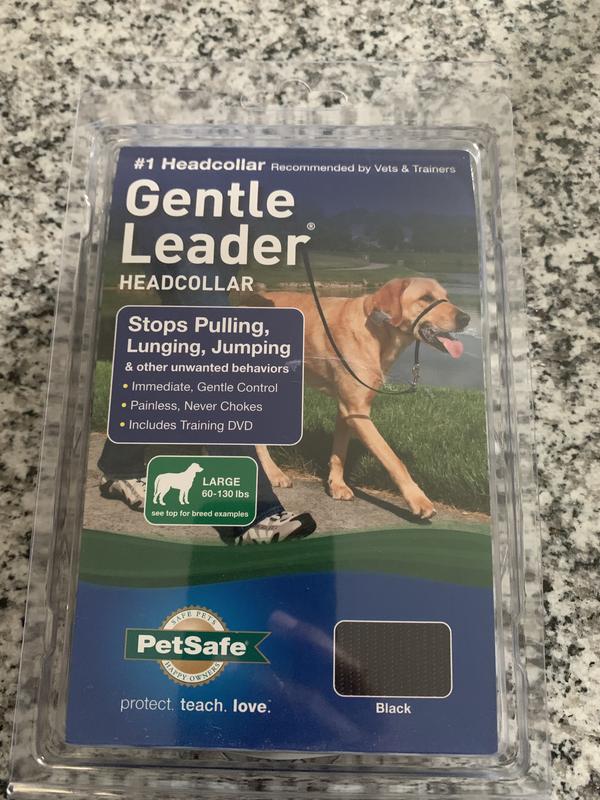 #1 Headcollar Recommended by Vets & Trainers
Gentle
Leader®
HEADCOLLAR
Stops Pulling,
Lunging, Jumping
& other unwanted behaviors
• Immediate, Gentle Control
• Painless, Never Chokes
• Includes Training DVD
LARGE
60-130 lbs
see top for breed examples
SAFE PETS
PetSafe®
HAPPY OWNERS
protect. teach. love.™
Black